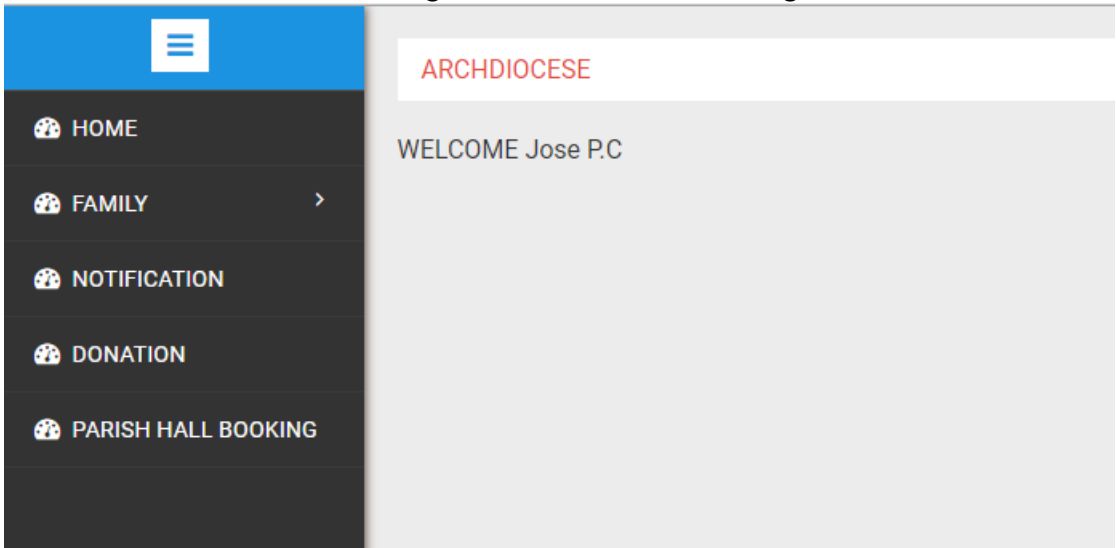 ARCHDIOCESE
HOME
WELCOME Jose P.C
FAMILY
NOTIFICATION
DONATION
PARISH HALL BOOKING